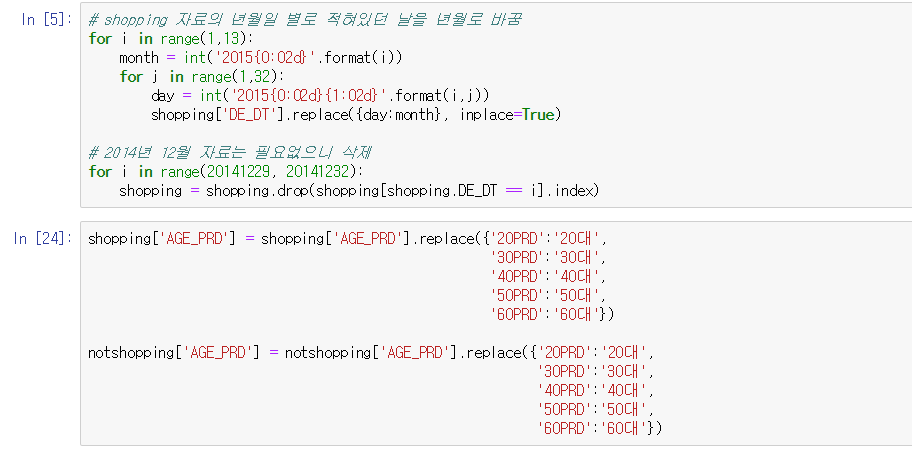 In [5]: # shopping 자료의 년월일 별로 적혀있던 날을 년월로 바꿈
for i in range(1,13):
    month = int('2015{0:02d}'.format(i))
    for j in range(1,32):
        day = int('2015{0:02d}{1:02d}'.format(i,j))
        shopping['DE_DT'].replace({day:month}, inplace=True)
# 2014년 12월 자료는 필요없으니 삭제
for i in range(20141229, 20141232):
    shopping = shopping.drop(shopping[shopping.DE_DT == i].index)
In [24]: shopping['AGE_PRD'] = shopping['AGE_PRD'].replace({'20PRD':'20대',
'30PRD':'30대',
'40PRD':'40대',
'50PRD':'50대',
'60PRD':'60대'})
notshopping['AGE_PRD'] = notshopping['AGE_PRD'].replace({'20PRD':'20대',
'30PRD':'30대',
'40PRD':'40대',
'50PRD':'50대',
'60PRD':'60대'})